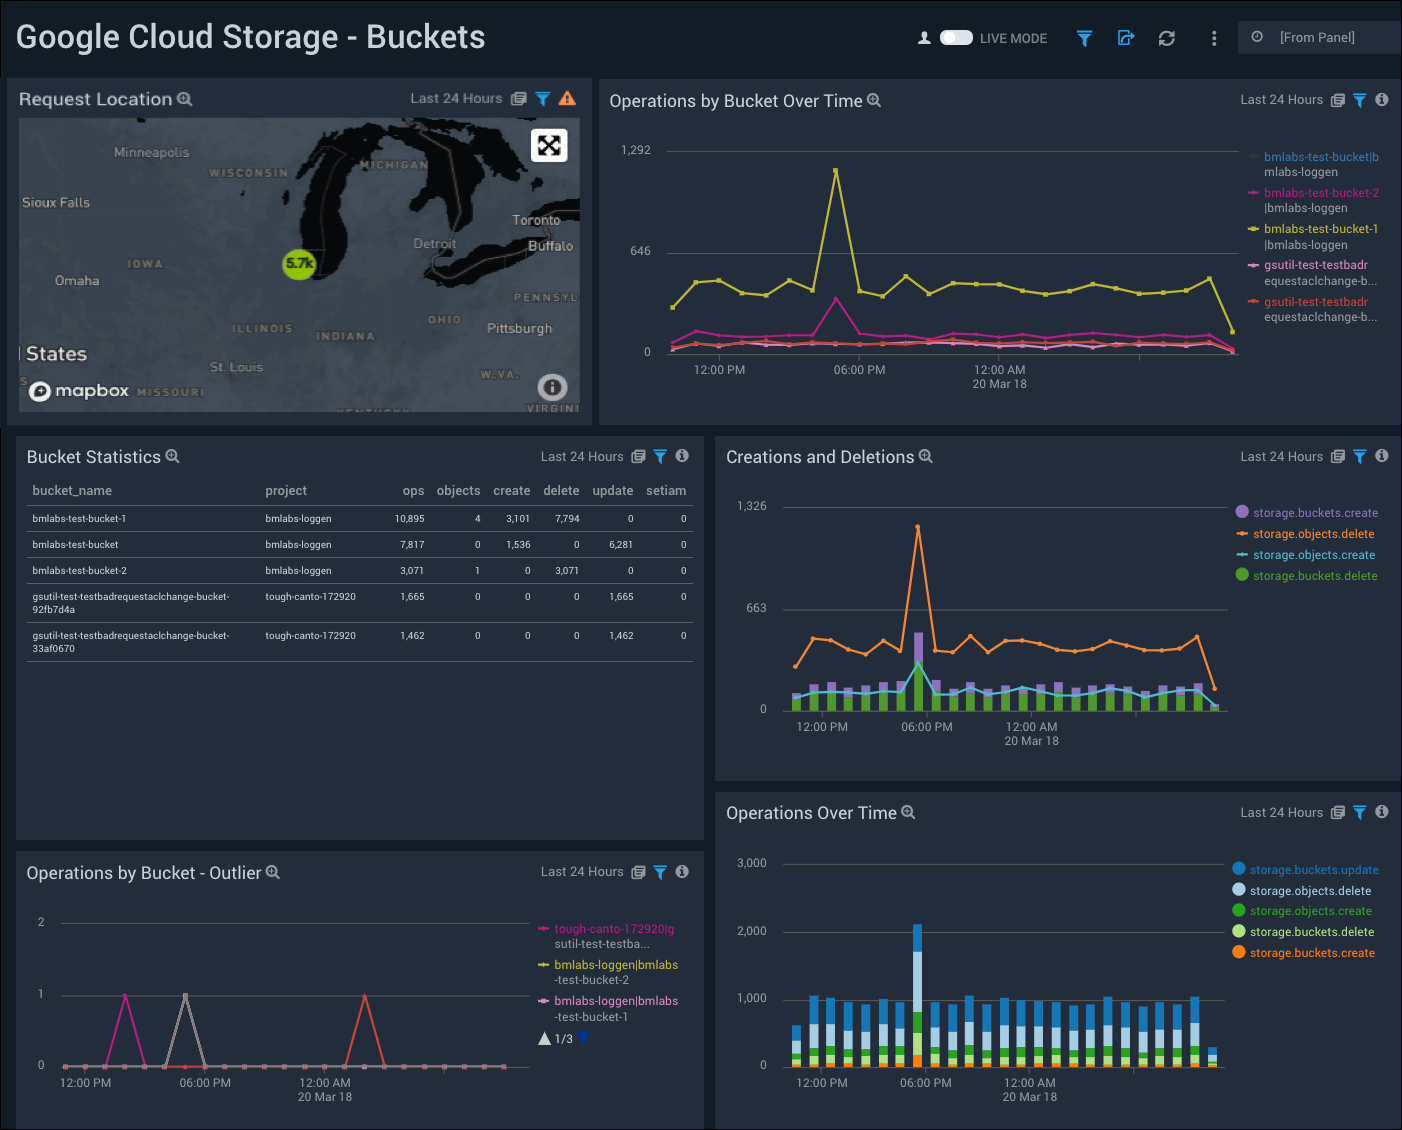 Google Cloud Storage - Buckets
LIVE MODE
[From Panel]
Request Location
Last 24 Hours
Minneapolis
WISCONSIN
MICHIGAN
Sioux Falls
Toronto
Detroit
Buffalo
5.7k
IOWA
Omaha
PENNSYL
ILLINOIS
OHIO
INDIANA
Pittsburgh
States
St. Louis
W.VA.
mapbox
MISSOURI
KENTUCKY
VIRGINI
Operations by Bucket Over Time
Last 24 Hours
1,292
646
0
12:00 PM
06:00 PM
12:00 AM
20 Mar 18
bmlabs-test-bucket|b
mlabs-loggen
bmlabs-test-bucket-2
|bmlabs-loggen
bmlabs-test-bucket-1
|bmlabs-loggen
gsutil-test-testbadr
equestaclchange-b...
gsutil-test-testbadr
equestaclchange-b...
Bucket Statistics
Last 24 Hours
bucket_name project ops objects create delete update setiam
bmlabs-test-bucket-1 bmlabs-loggen 10,895 4 3,101 7,794 0 0
bmlabs-test-bucket bmlabs-loggen 7,817 0 1,536 0 6,281 0
bmlabs-test-bucket-2 bmlabs-loggen 3,071 1 0 3,071 0 0
gsutil-test-testbadrequestaclchange-bucket- tough-canto-172920 1,665 0 0 0 1,665 0
92fb7d4a
gsutil-test-testbadrequestaclchange-bucket- tough-canto-172920 1,462 0 0 0 1,462 0
33af0670
Creations and Deletions
Last 24 Hours
1,326
663
0
12:00 PM
06:00 PM
12:00 AM
20 Mar 18
storage.buckets.create
storage.objects.delete
storage.objects.create
storage.buckets.delete
Operations by Bucket - Outlier
Last 24 Hours
2
1
0
12:00 PM
06:00 PM
12:00 AM
20 Mar 18
tough-canto-172920|g
sutil-test-testba...
bmlabs-loggen|bmlabs
-test-bucket-2
bmlabs-loggen|bmlabs
-test-bucket-1
1/3
Operations Over Time
Last 24 Hours
3,000
2,000
1,000
0
12:00 PM
06:00 PM
12:00 AM
20 Mar 18
storage.buckets.update
storage.objects.delete
storage.objects.create
storage.buckets.delete
storage.buckets.create